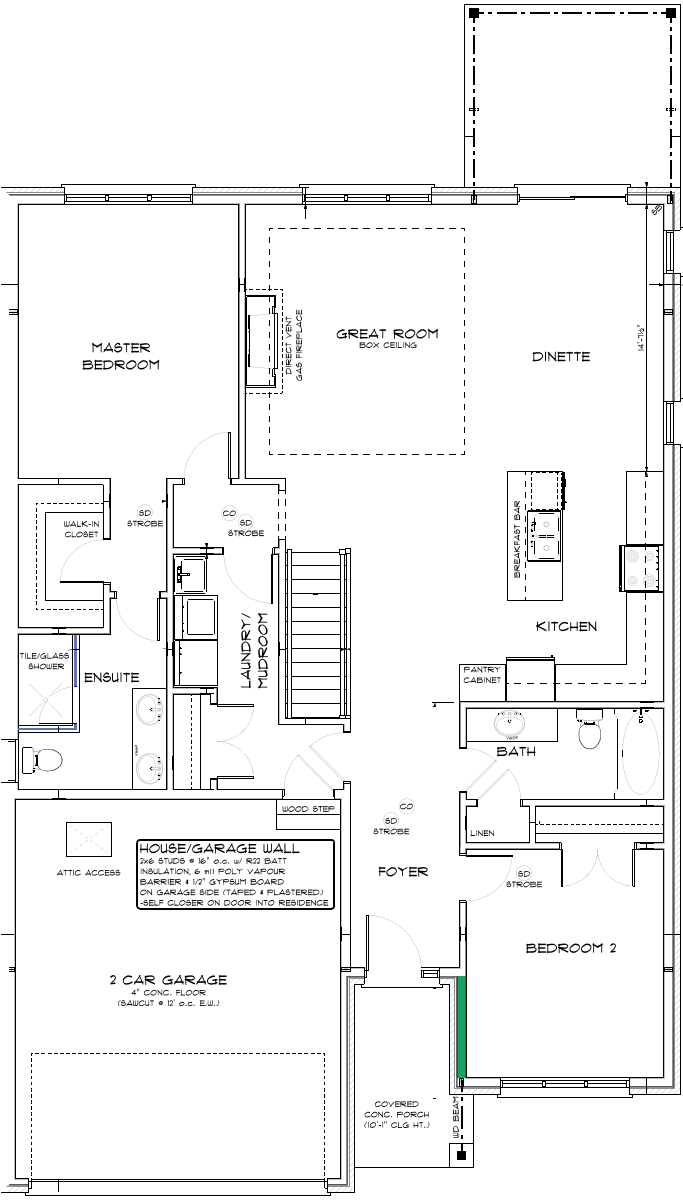 SD
14'-7½"
MASTER
BEDROOM
DIRECT VENT
GAS FIREPLACE
GREAT ROOM
BOX CEILING
DINETTE
WALK-IN
CLOSET
SD
STROBE
CO
SD
STROBE
BREAKFAST BAR
KITCHEN
LAUNDRY/
MUDROOM
TILE/GLASS
SHOWER
ENSUITE
PANTRY
CABINET
BATH
WOOD STEP
LINEN
CO
SD
STROBE
ATTIC ACCESS
HOUSE/GARAGE WALL
2x6 STUDS @ 16" o.c. w/ R22 BATT
INSULATION, 6 mil POLY VAPOUR
BARRIER & 1/2" GYPSUM BOARD
ON GARAGE SIDE (TAPED & PLASTERED)
-SELF CLOSER ON DOOR INTO RESIDENCE
FOYER
SD
STROBE
BEDROOM 2
2 CAR GARAGE
4" CONC. FLOOR
(SAWCUT @ 12' o.c. E.W.)
COVERED
CONC. PORCH
(10'-1" CLG HT.)
WD BEAM